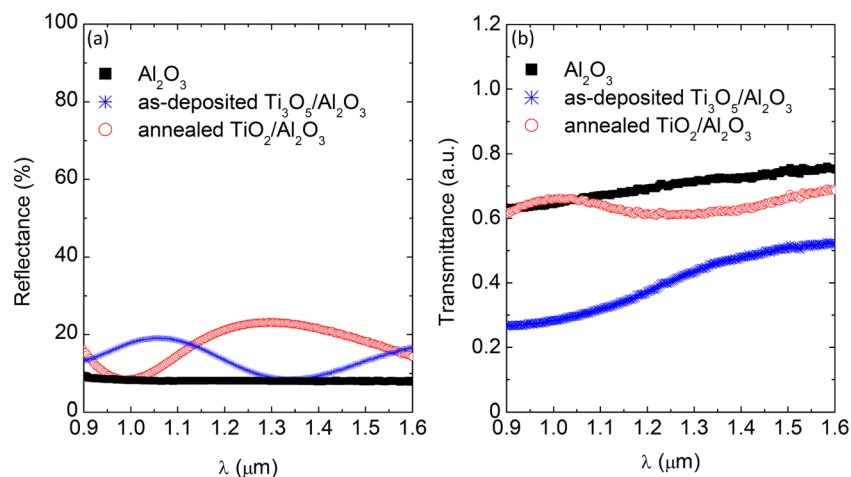 (a)
100
80
60
40
20
0
Reflectance (%)
Al₂O₃
as-deposited Ti₃O₅/Al₂O₃
annealed TiO₂/Al₂O₃
0.9 1.0 1.1 1.2 1.3 1.4 1.5 1.6
λ (μm)
(b)
1.2
1.0
0.8
0.6
0.4
0.2
0.0
Transmittance (a.u.)
Al₂O₃
as-deposited Ti₃O₅/Al₂O₃
annealed TiO₂/Al₂O₃
0.9 1.0 1.1 1.2 1.3 1.4 1.5 1.6
λ (μm)